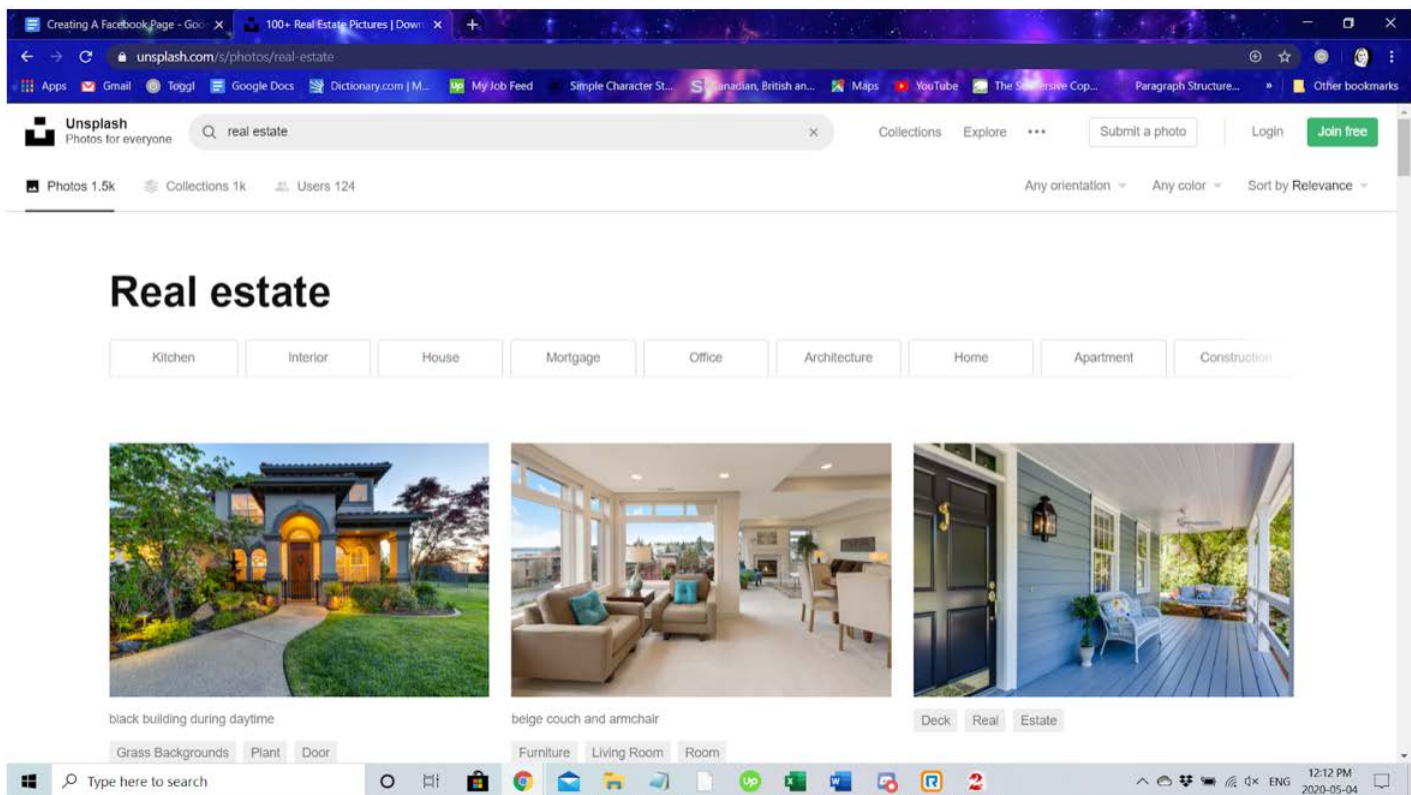 Creating A Facebook Page - Goo
100+ Real Estate Pictures | Down
unsplash.com/s/photos/real-estate
Apps Gmail Toggl Google Docs Dictionary.com | M... My Job Feed Simple Character St... Canadian, British an... Maps YouTube The Cop... Paragraph Structure... » Other bookmarks
Unsplash
Photos for everyone
real estate
Collections Explore ••• Submit a photo Login Join free
Photos 1.5k Collections 1k Users 124
Any orientation Any color Sort by Relevance
Real estate
Kitchen Interior House Mortgage Office Architecture Home Apartment Construction
black building during daytime
beige couch and armchair
Deck Real Estate
Grass Backgrounds Plant Door
Furniture Living Room Room
Type here to search
ENG
12:12 PM
2020-05-04